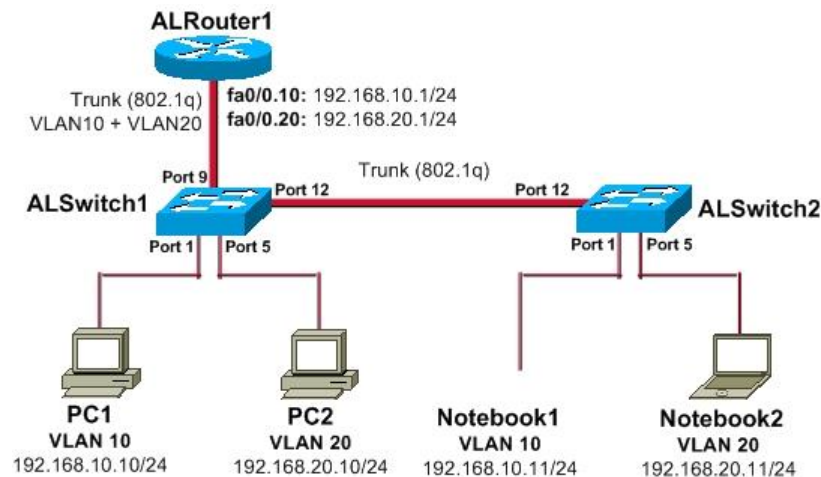 ALRouter1
Trunk (802.1q)
VLAN10 + VLAN20
fa0/0.10: 192.168.10.1/24
fa0/0.20: 192.168.20.1/24
Trunk (802.1q)
Port 9
Port 12
Port 12
ALSwitch1
ALSwitch2
Port 1
Port 5
Port 1
Port 5
PC1
VLAN 10
192.168.10.10/24
PC2
VLAN 20
192.168.20.10/24
Notebook1
VLAN 10
192.168.10.11/24
Notebook2
VLAN 20
192.168.20.11/24